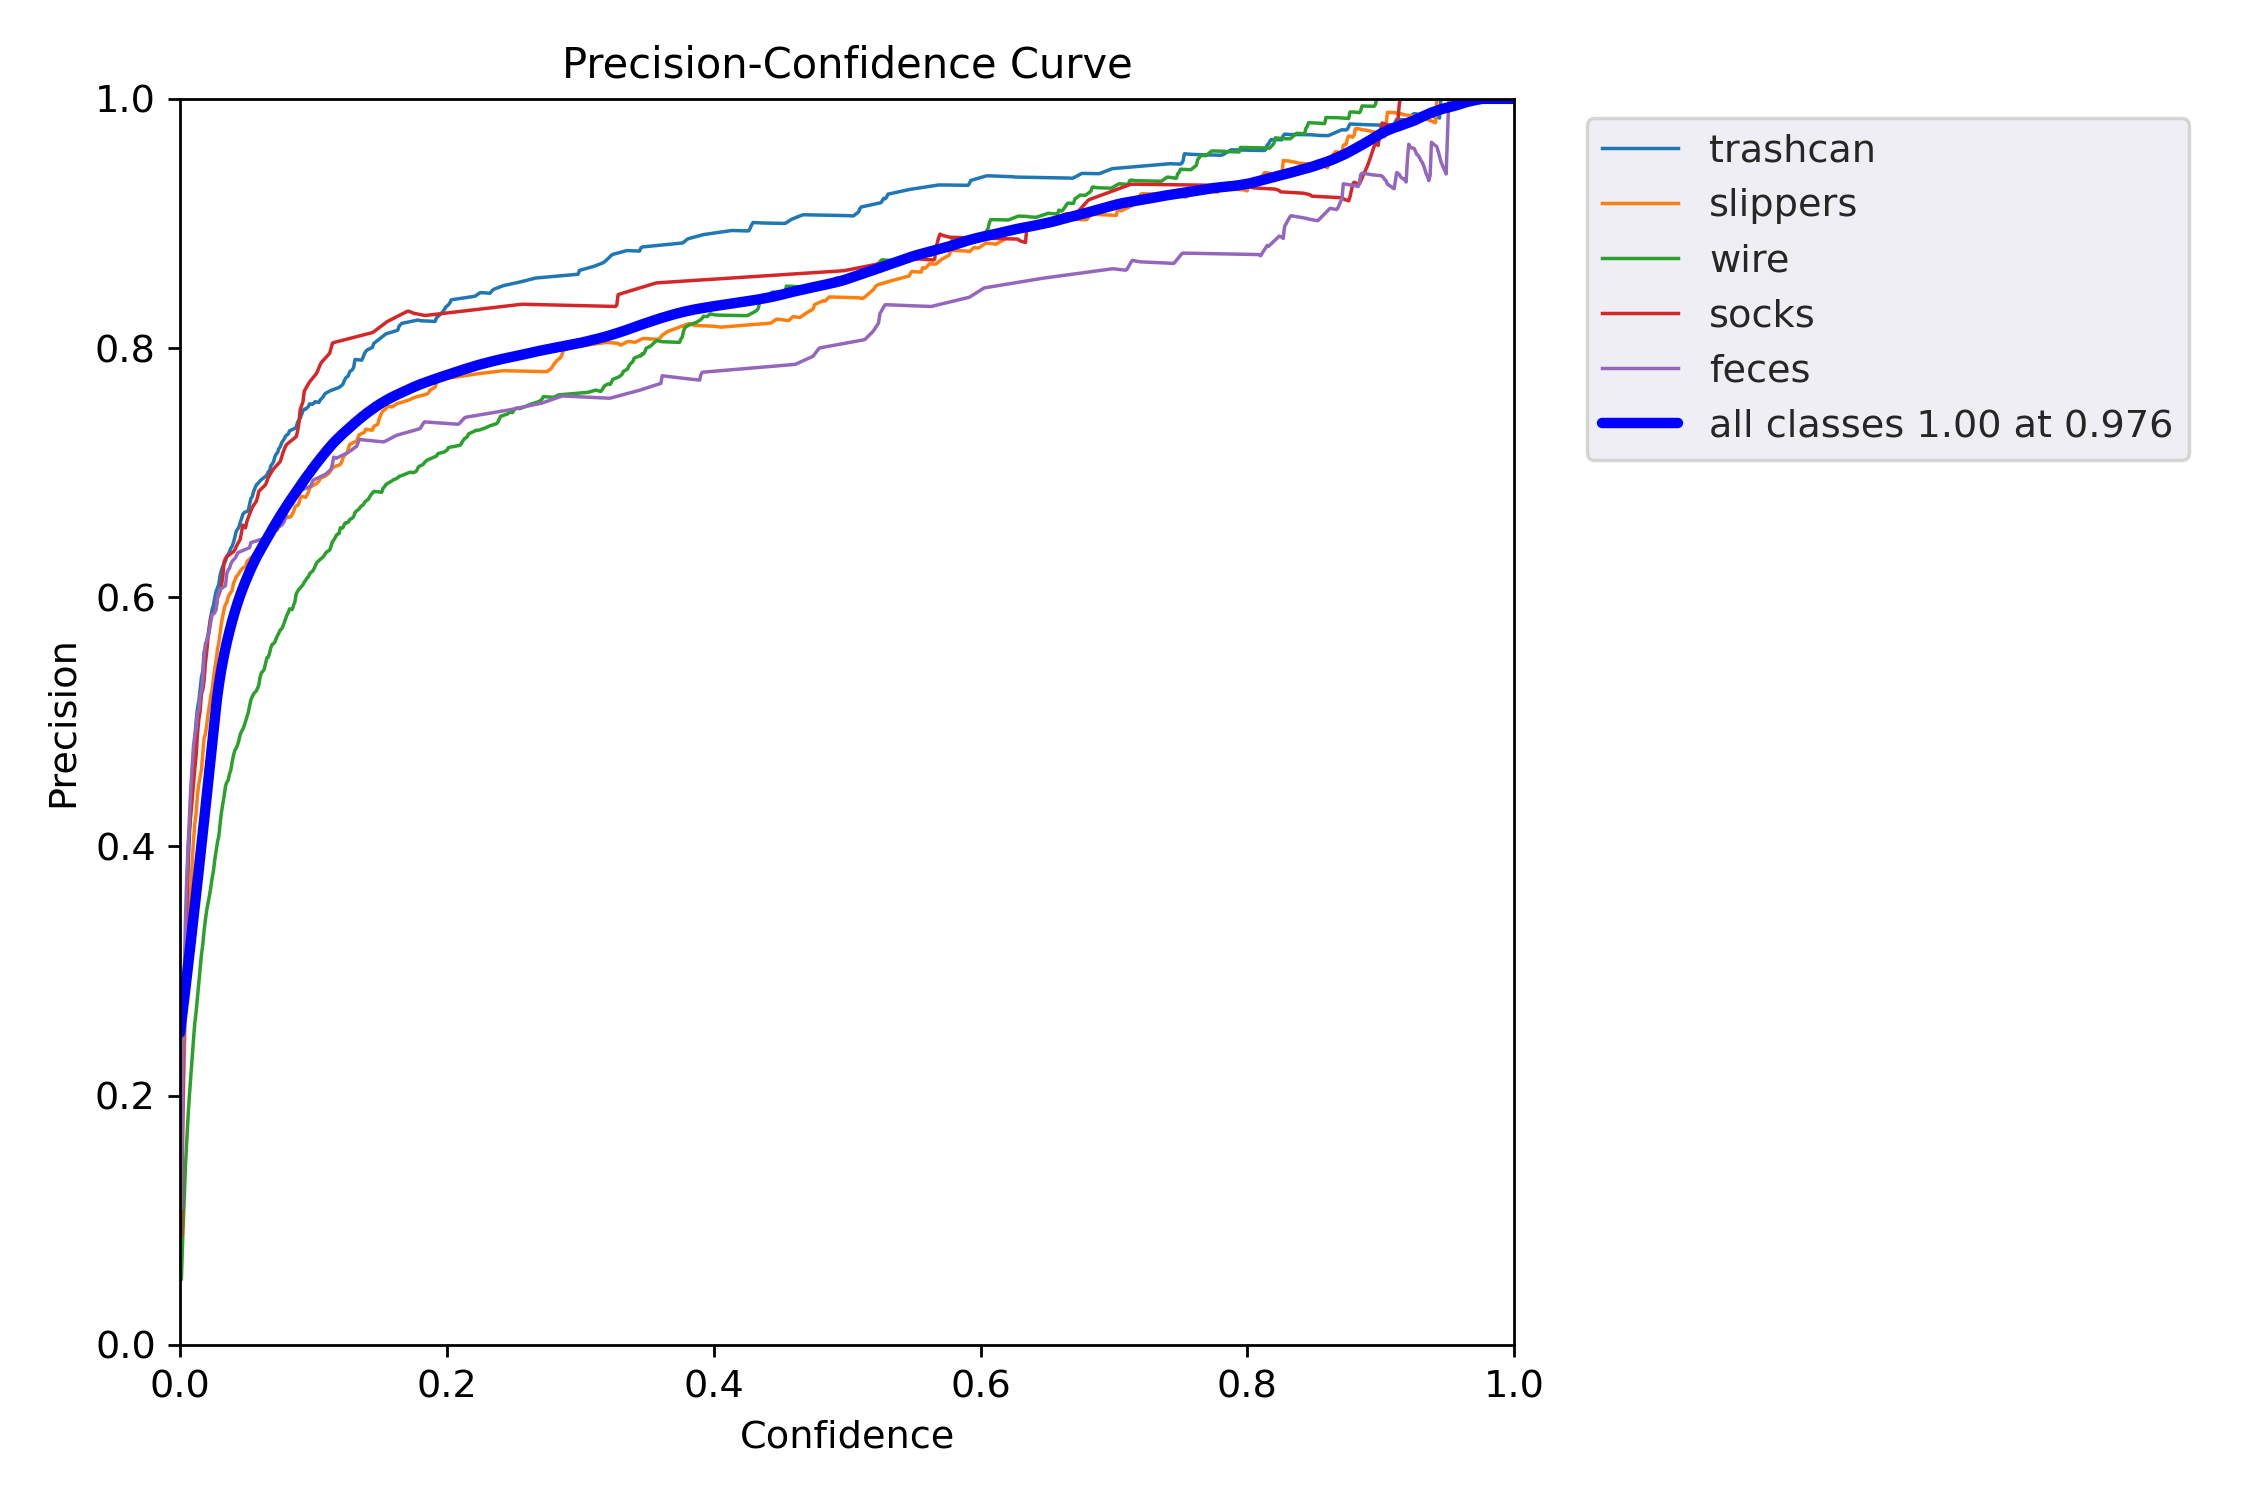 Precision-Confidence Curve
1.0
0.8
0.6
0.4
0.2
0.0
Precision
0.0 0.2 0.4 0.6 0.8 1.0
Confidence
trashcan
slippers
wire
socks
feces
all classes 1.00 at 0.976